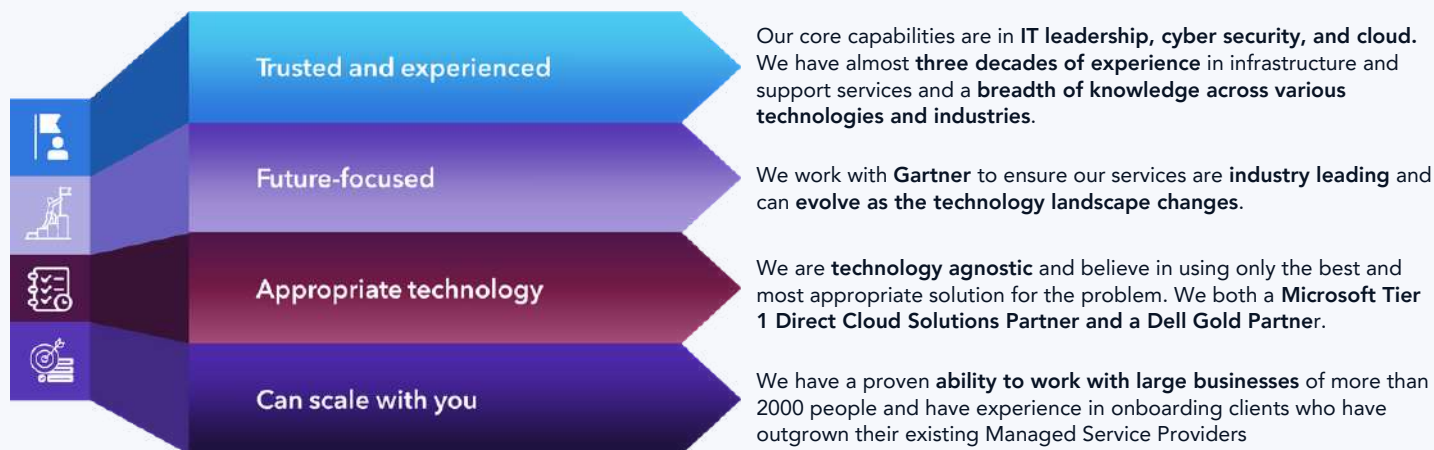 Trusted and experienced
Our core capabilities are in IT leadership, cyber security, and cloud.
We have almost three decades of experience in infrastructure and
support services and a breadth of knowledge across various
technologies and industries.
Future-focused
We work with Gartner to ensure our services are industry leading and
can evolve as the technology landscape changes.
Appropriate technology
We are technology agnostic and believe in using only the best and
most appropriate solution for the problem. We both a Microsoft Tier
1 Direct Cloud Solutions Partner and a Dell Gold Partner.
Can scale with you
We have a proven ability to work with large businesses of more than
2000 people and have experience in onboarding clients who have
outgrown their existing Managed Service Providers